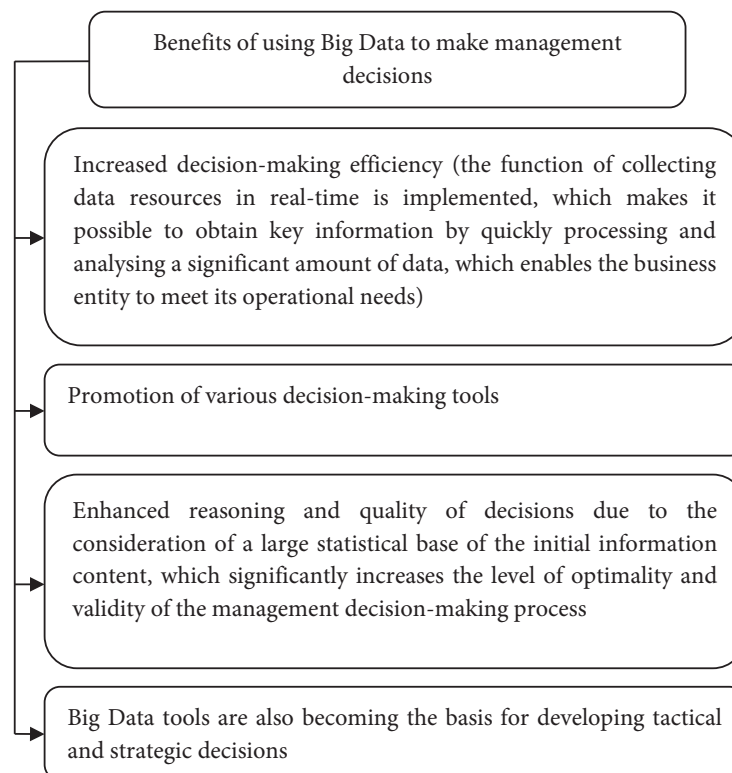 Benefits of using Big Data to make management
decisions
Increased decision-making efficiency (the function of collecting
data resources in real-time is implemented, which makes it
possible to obtain key information by quickly processing and
analysing a significant amount of data, which enables the business
entity to meet its operational needs)
Promotion of various decision-making tools
Enhanced reasoning and quality of decisions due to the
consideration of a large statistical base of the initial information
content, which significantly increases the level of optimality and
validity of the management decision-making process
Big Data tools are also becoming the basis for developing tactical
and strategic decisions